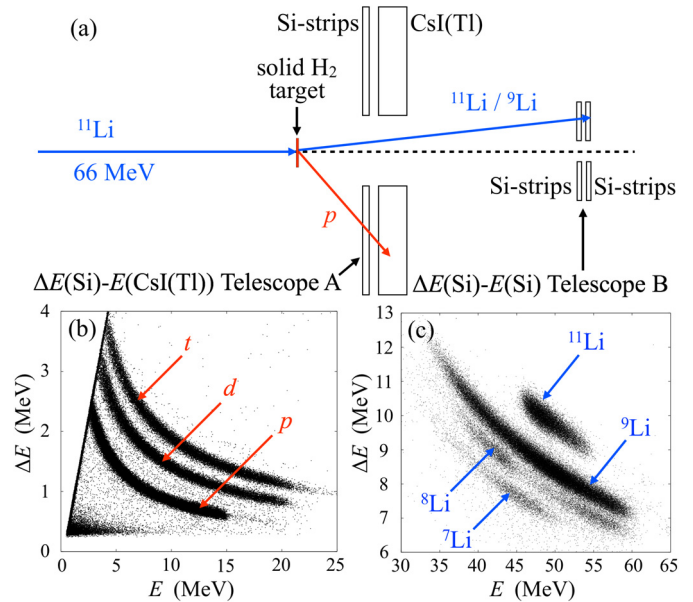 (a)
Si-strips
CsI(Tl)
solid H₂
target
¹¹Li
¹¹Li / ⁹Li
66 MeV
p
Si-strips
Si-strips
ΔE(Si)-E(CsI(Tl)) Telescope A
ΔE(Si)-E(Si) Telescope B
(b)
t
d
p
ΔE (MeV)
4
3
2
1
0
0 5 10 15 20 25
E (MeV)
(c)
¹¹Li
⁹Li
⁸Li
⁷Li
ΔE (MeV)
13
12
11
10
9
8
7
6
30 35 40 45 50 55 60 65
E (MeV)